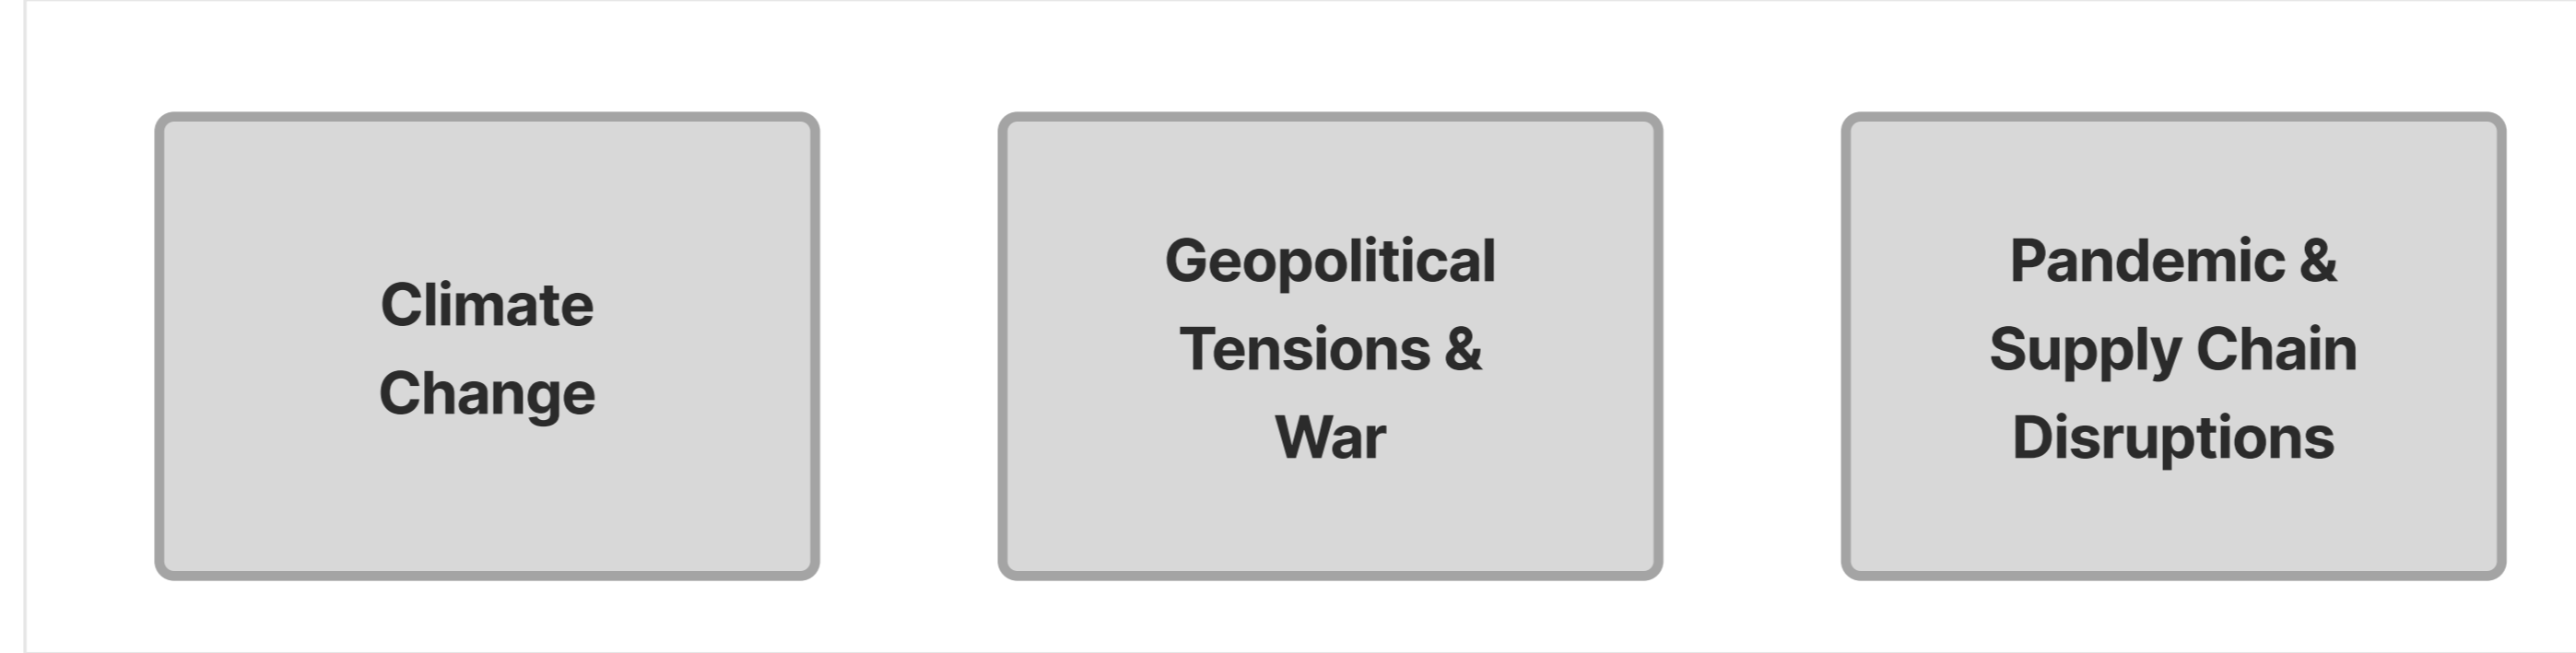 Climate
Change
Geopolitical
Tensions &
War
Pandemic &
Supply Chain
Disruptions